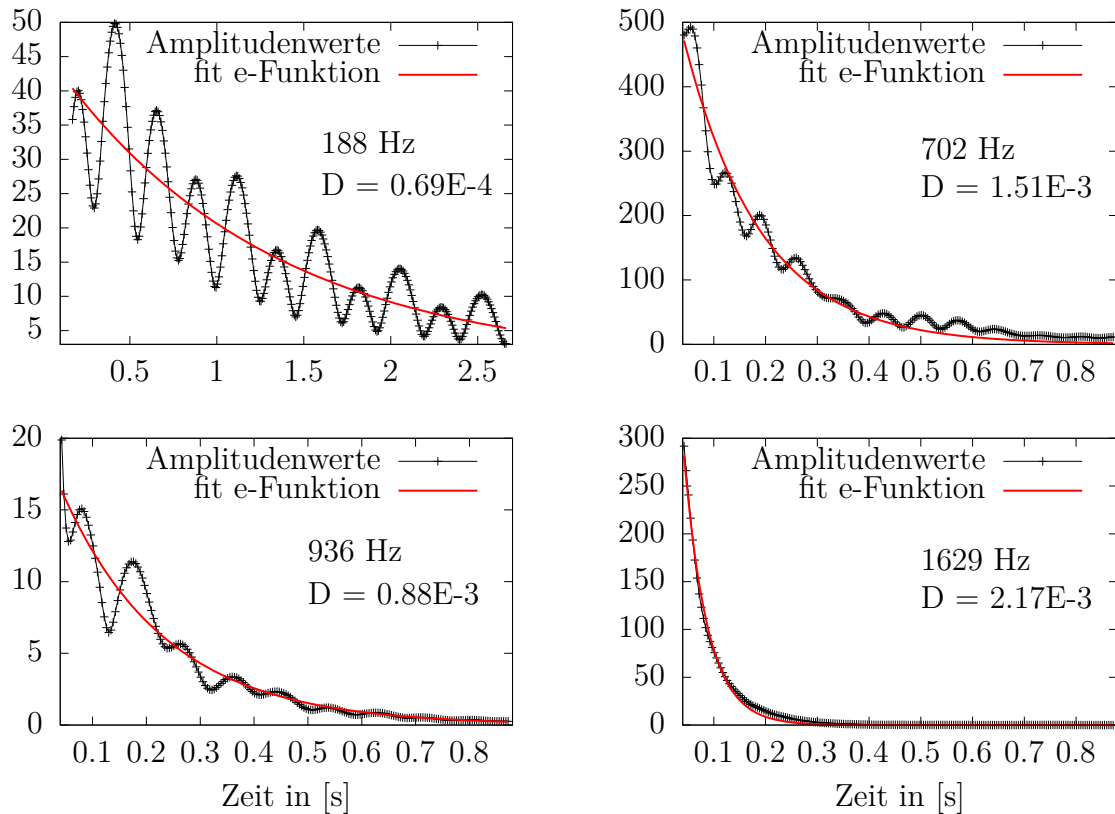 50
45
40
35
30
25
20
15
10
5
0.5 1 1.5 2 2.5
Amplitudenwerte
fit e-Funktion
188 Hz
D = 0.69E-4
500
400
300
200
100
0
0.1 0.2 0.3 0.4 0.5 0.6 0.7 0.8
Amplitudenwerte
fit e-Funktion
702 Hz
D = 1.51E-3
20
15
10
5
0
0.1 0.2 0.3 0.4 0.5 0.6 0.7 0.8
Amplitudenwerte
fit e-Funktion
936 Hz
D = 0.88E-3
Zeit in [s]
300
250
200
150
100
50
0
0.1 0.2 0.3 0.4 0.5 0.6 0.7 0.8
Amplitudenwerte
fit e-Funktion
1629 Hz
D = 2.17E-3
Zeit in [s]